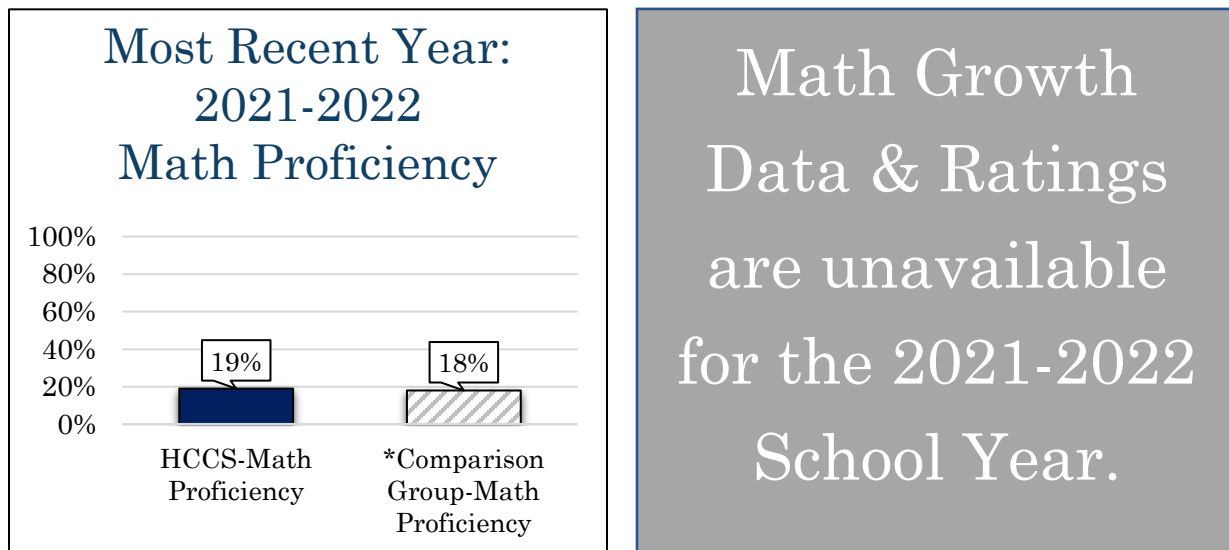 Most Recent Year:
2021-2022
Math Proficiency
100%
80%
60%
40%
20%
0%
19%
18%
HCCS-Math
Proficiency
*Comparison
Group-Math
Proficiency
Math Growth
Data & Ratings
are unavailable
for the 2021-2022
School Year.